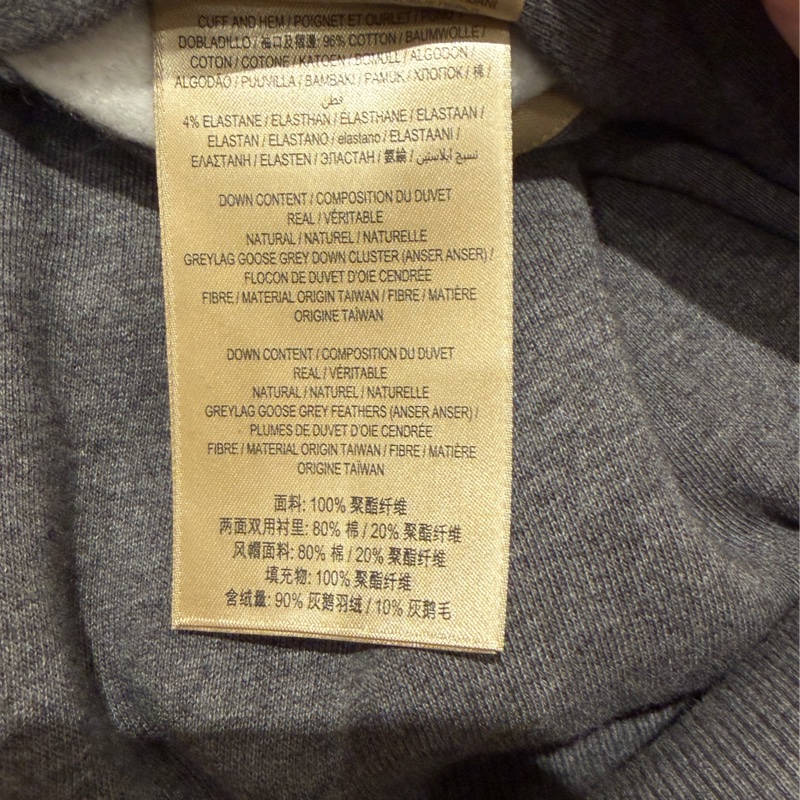 CUFF AND HEM / POIGNET ET OURLET /
DOBLADILLO / 袖口及褶邊: 96% COTTON / BAUMWOLLE /
COTON / COTONE / KATOEN / BOMULL / ALGODÓN /
ALGODÃO / PUUVILLA / BAMBAKI / PAMUK / ХЛОПОК / 棉 /
قطن
4% ELASTANE / ELASTHAN / ÉLASTHANE / ELASTAAN /
ELASTAN / ELASTANO / elastano / ELASTAANI /
ΕΛΑΣΤΑΝΗ / ELASTEN / ЭЛАСТАН / 氨綸 / نسيج ايلاستين
DOWN CONTENT / COMPOSITION DU DUVET
REAL / VÉRITABLE
NATURAL / NATUREL / NATURELLE
GREYLAG GOOSE GREY DOWN CLUSTER (ANSER ANSER) /
FLOCON DE DUVET D'OIE CENDRÉE
FIBRE / MATERIAL ORIGIN TAIWAN / FIBRE / MATIÈRE
ORIGINE TAÏWAN
DOWN CONTENT / COMPOSITION DU DUVET
REAL / VÉRITABLE
NATURAL / NATUREL / NATURELLE
GREYLAG GOOSE GREY FEATHERS (ANSER ANSER) /
PLUMES DE DUVET D'OIE CENDRÉE
FIBRE / MATERIAL ORIGIN TAIWAN / FIBRE / MATIÈRE
ORIGINE TAÏWAN
面料: 100% 聚酯纤维
两面双用衬里: 80% 棉 / 20% 聚酯纤维
风帽面料: 80% 棉 / 20% 聚酯纤维
填充物: 100% 聚酯纤维
含绒量: 90% 灰鹅羽绒 / 10% 灰鹅毛